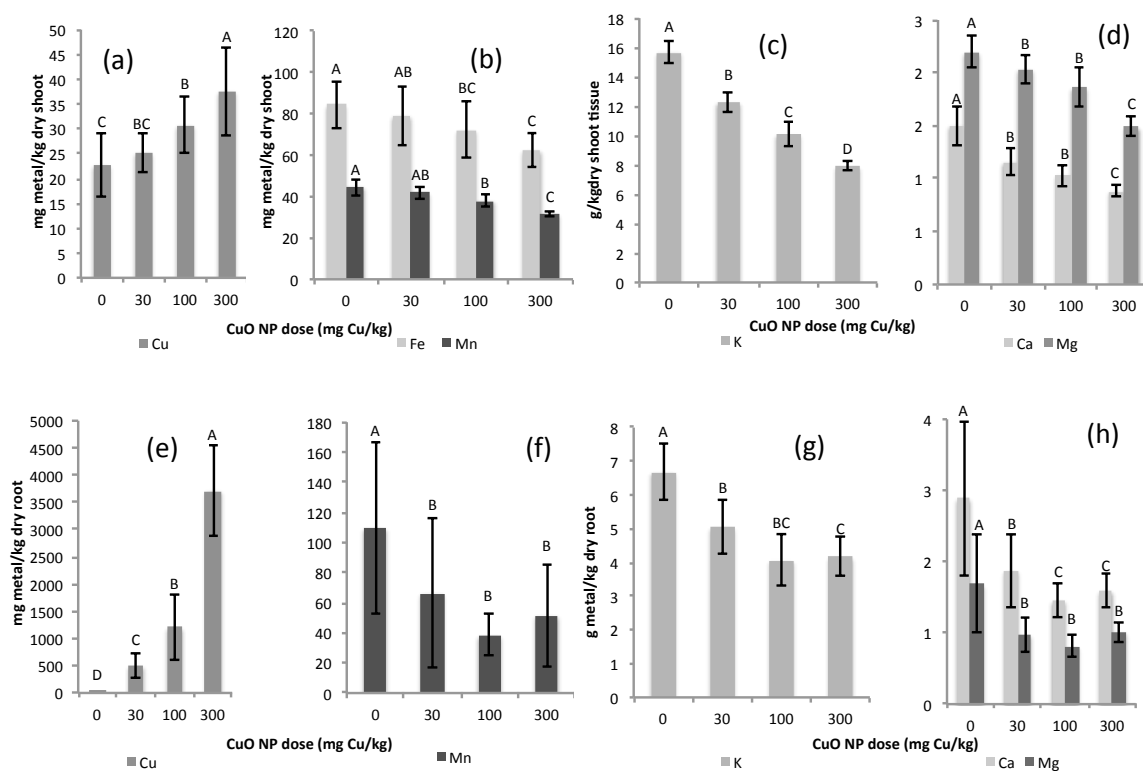 (a)
mg metal/kg dry shoot
50
45
40
35
30
25
20
15
10
5
0
C
BC
B
A
0 30 100 300
Cu
(b)
mg metal/kg dry shoot
120
100
80
60
40
20
0
A
AB
BC
C
A
AB
B
C
0 30 100 300
CuO NP dose (mg Cu/kg)
Fe Mn
(c)
g/kgdry shoot tissue
18
16
14
12
10
8
6
4
2
0
A
B
C
D
0 30 100 300
K
(d)
3
2
2
1
1
0
A
A
B
B
B
B
C
C
0 30 100 300
CuO NP dose (mg Cu/kg)
Ca Mg
(e)
mg metal/kg dry root
5000
4500
4000
3500
3000
2500
2000
1500
1000
500
0
D
C
B
A
0 30 100 300
Cu
(f)
180
160
140
120
100
80
60
40
20
0
A
B
B
B
0 30 100 300
CuO NP dose (mg Cu/kg)
Mn
(g)
g metal/kg dry root
8
7
6
5
4
3
2
1
0
A
B
BC
C
0 30 100 300
K
(h)
4
3
2
1
0
A
A
B
B
C
B
C
B
0 30 100 300
CuO NP dose (mg Cu/kg)
Ca Mg